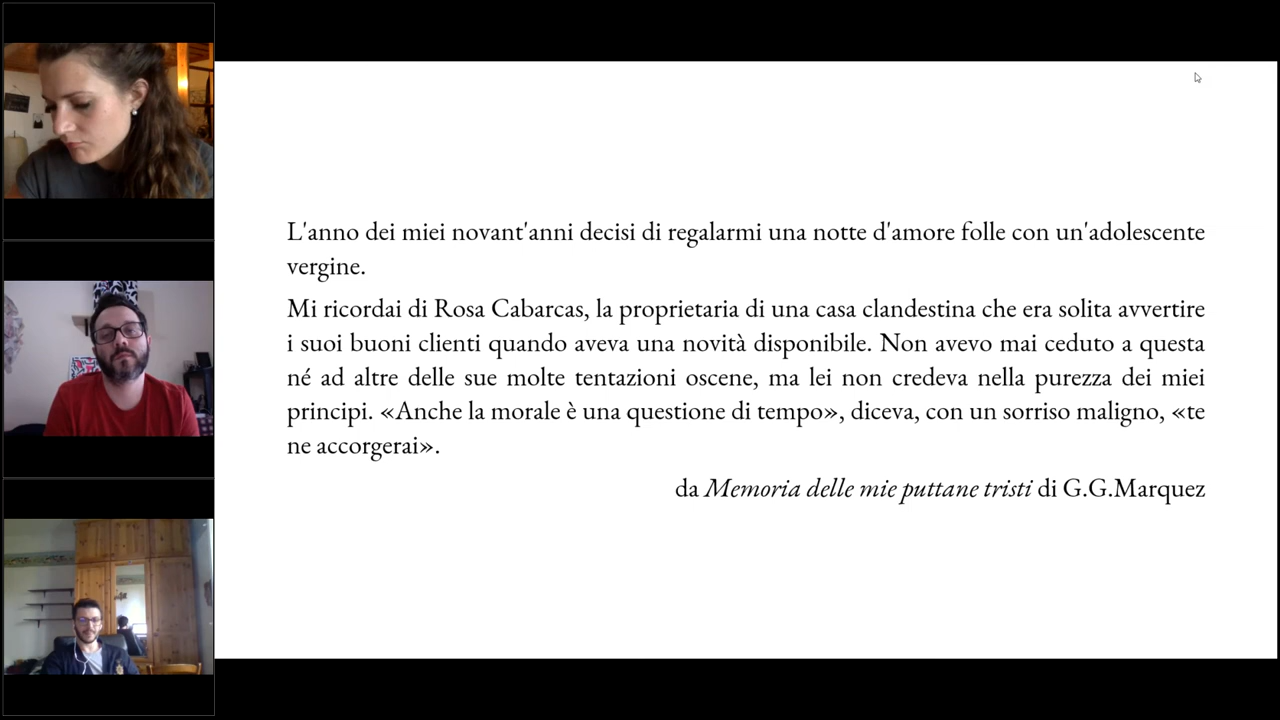 L'anno dei miei novant'anni decisi di regalarmi una notte d'amore folle con un'adolescente
vergine.
Mi ricordai di Rosa Cabarcas, la proprietaria di una casa clandestina che era solita avvertire
i suoi buoni clienti quando aveva una novità disponibile. Non avevo mai ceduto a questa
né ad altre delle sue molte tentazioni oscene, ma lei non credeva nella purezza dei miei
principi. «Anche la morale è una questione di tempo», diceva, con un sorriso maligno, «te
ne accorgerai».
da Memoria delle mie puttane tristi di G.G.Marquez